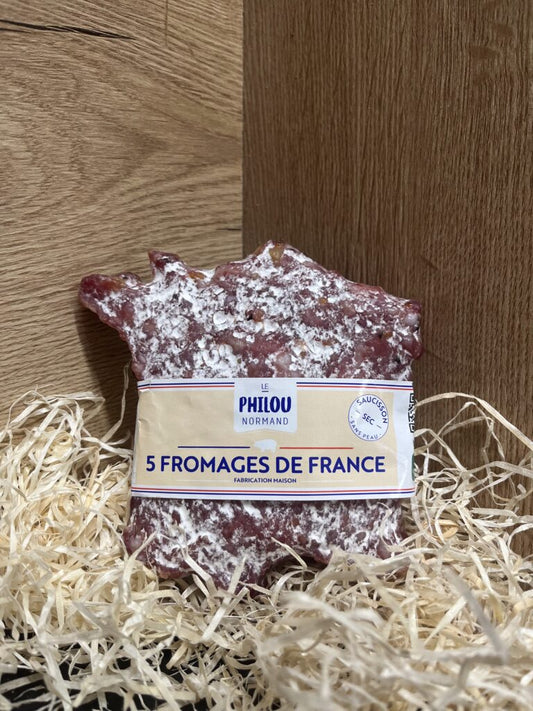 LE
PHILOU
NORMAND
SAUCISSON
SEC
SANS PEAU
5 FROMAGES DE FRANCE
FABRICATION MAISON